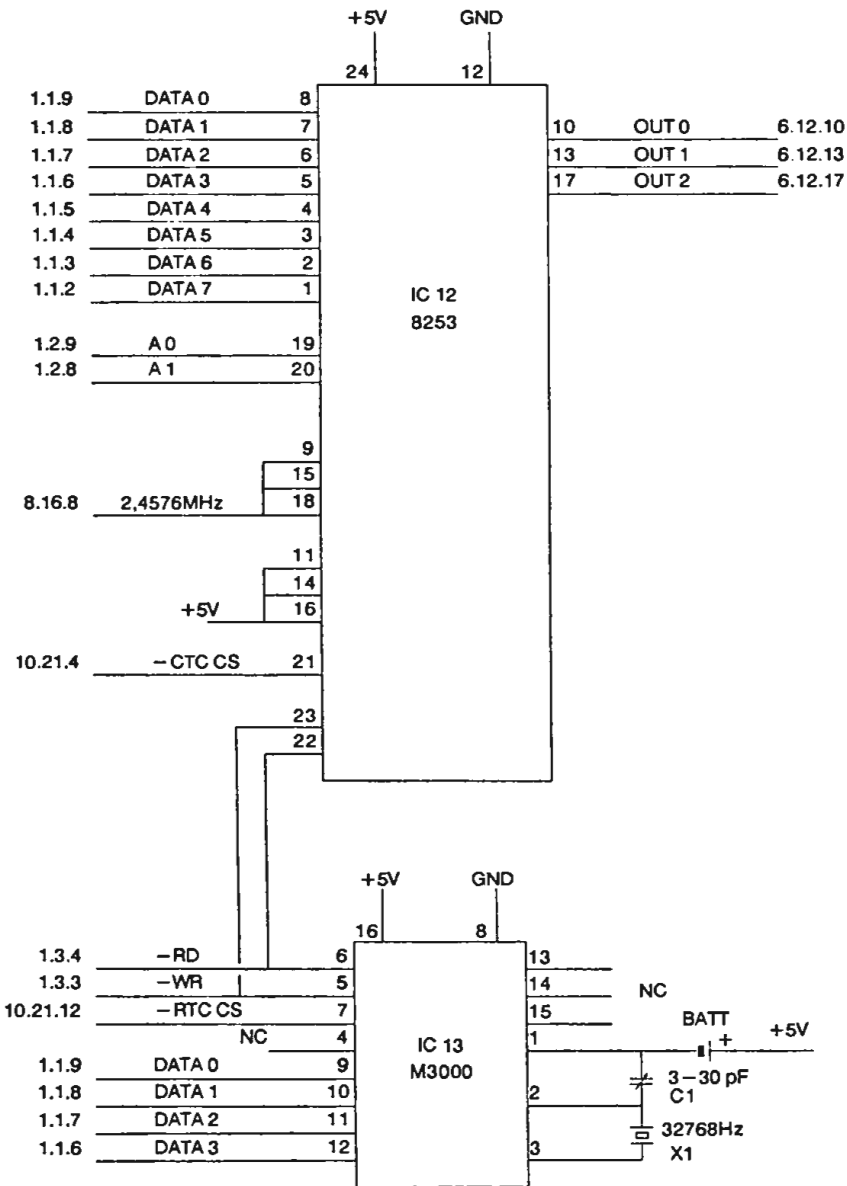 +5V GND
24 12
1.1.9 DATA 0 8
1.1.8 DATA 1 7
10 OUT 0 6.12.10
1.1.7 DATA 2 6
13 OUT 1 6.12.13
1.1.6 DATA 3 5
17 OUT 2 6.12.17
1.1.5 DATA 4 4
1.1.4 DATA 5 3
1.1.3 DATA 6 2
1.1.2 DATA 7 1
IC 12
8253
1.2.9 A 0 19
1.2.8 A 1 20
9
15
8.16.8 2,4576MHz 18
11
14
+5V 16
10.21.4 –CTC CS 21
23
22
+5V GND
16 8
1.3.4 –RD 6
13
1.3.3 –WR 5
14 NC
10.21.12 –RTC CS 7
15
NC 4
1 BATT + +5V
IC 13
M3000
1.1.9 DATA 0 9
1.1.8 DATA 1 10
2 3–30 pF
C1
1.1.7 DATA 2 11
1.1.6 DATA 3 12
3 32768Hz
X1